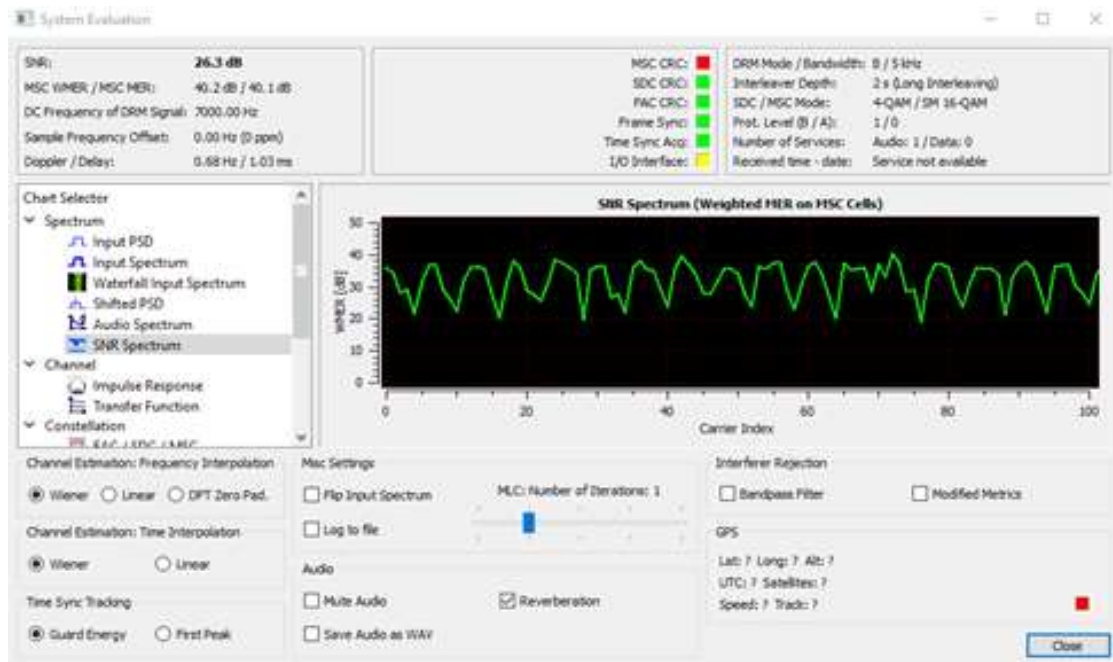 System Evaluation
SNR: 26.3 dB
MSC WMER / MSC MER: 40.2 dB / 40.1 dB
DC Frequency of DRM Signal: 7000.00 Hz
Sample Frequency Offset: 0.00 Hz (0 ppm)
Doppler / Delay: 0.68 Hz / 1.03 ms
MSC CRC:
SDC CRC:
FAC CRC:
Frame Sync:
Time Sync Acq:
I/O Interface:
DRM Mode / Bandwidth: B / 5 kHz
Interleaver Depth: 2 s (Long Interleaving)
SDC / MSC Mode: 4-QAM / SM 16-QAM
Prot. Level (B / A): 1 / 0
Number of Services: Audio: 1 / Data: 0
Received time - date: Service not available
Chart Selector
Spectrum
Input PSD
Input Spectrum
Waterfall Input Spectrum
Shifted PSD
Audio Spectrum
SNR Spectrum
Channel
Impulse Response
Transfer Function
Constellation
FAC / SDC / MSC
SNR Spectrum (Weighted MER on MSC Cells)
WMER [dB]
50
40
30
20
10
0
0 20 40 60 80 100
Carrier Index
Channel Estimation: Frequency Interpolation
Wiener Linear DFT Zero Pad.
Channel Estimation: Time Interpolation
Wiener Linear
Time Sync Tracking
Guard Energy First Peak
Misc Settings
Flip Input Spectrum
Log to file
MLC: Number of Iterations: 1
Audio
Mute Audio Reverberation
Save Audio as WAV
Interferer Rejection
Bandpass Filter Modified Metrics
GPS
Lat: ? Long: ? Alt: ?
UTC: ? Satellites: ?
Speed: ? Track: ?
Close